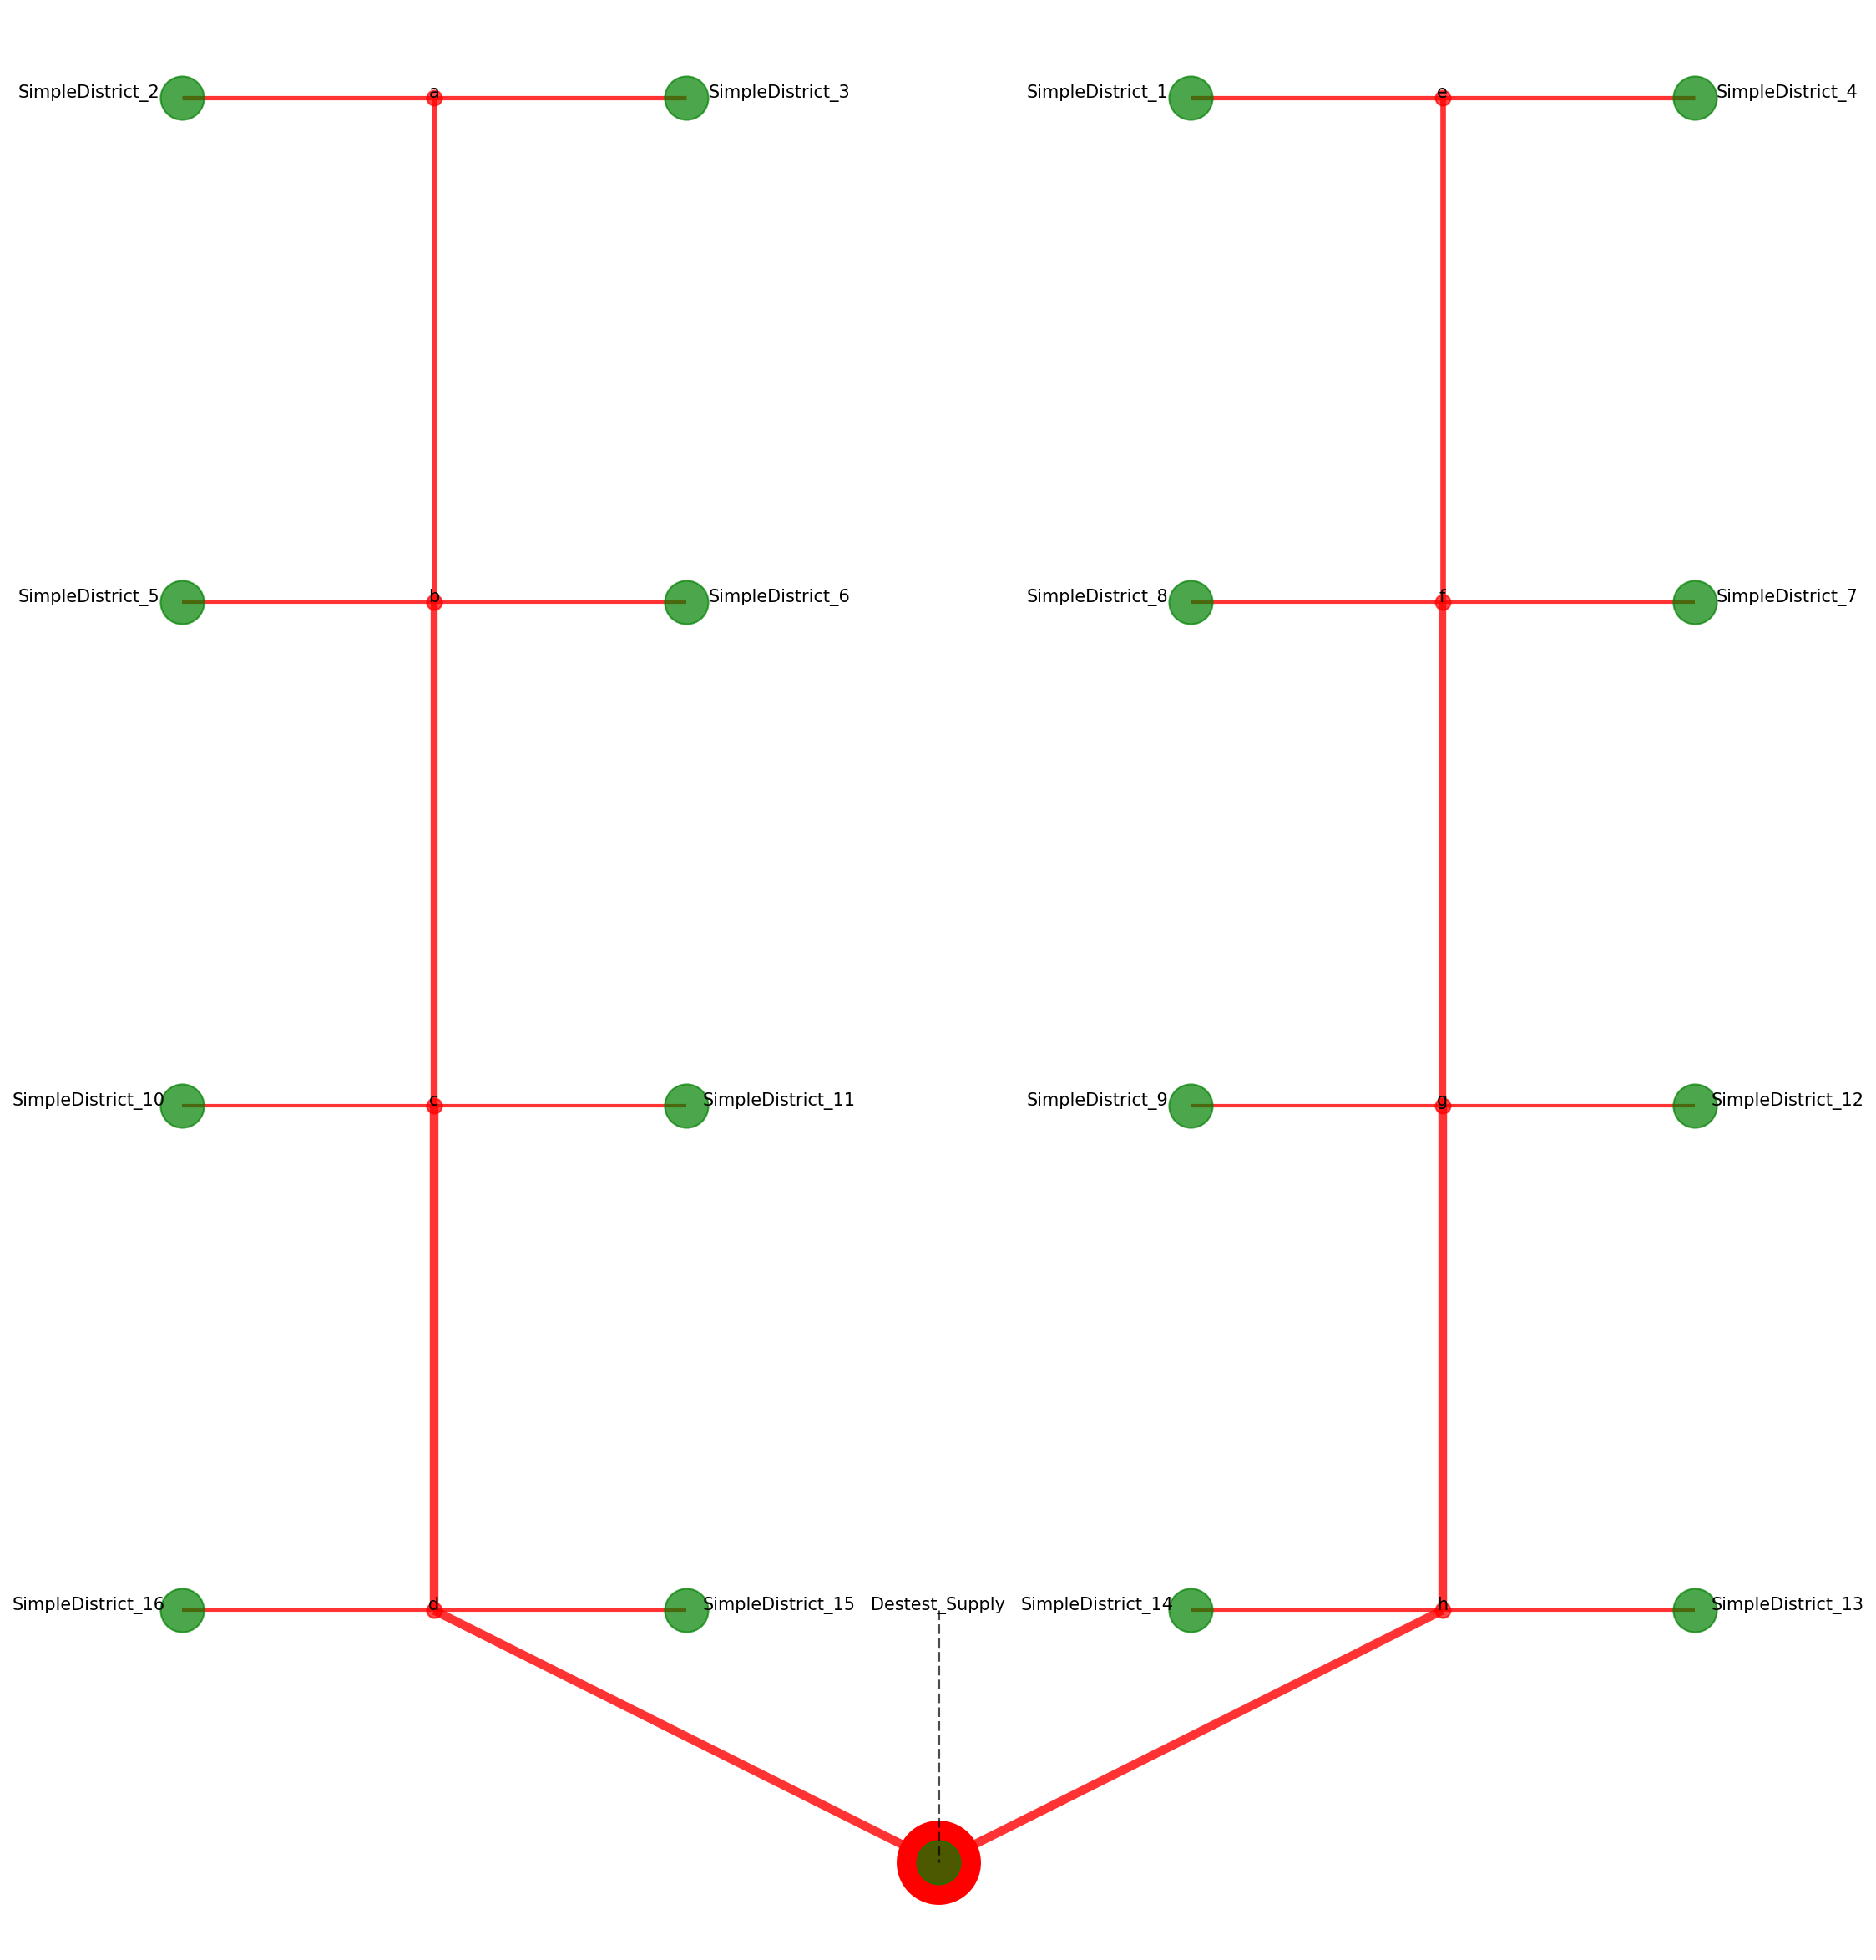 SimpleDistrict_2 a SimpleDistrict_3 SimpleDistrict_1 e SimpleDistrict_4
SimpleDistrict_5 b SimpleDistrict_6 SimpleDistrict_8 f SimpleDistrict_7
SimpleDistrict_10 c SimpleDistrict_11 SimpleDistrict_9 g SimpleDistrict_12
SimpleDistrict_16 d SimpleDistrict_15 Destest_Supply SimpleDistrict_14 h SimpleDistrict_13